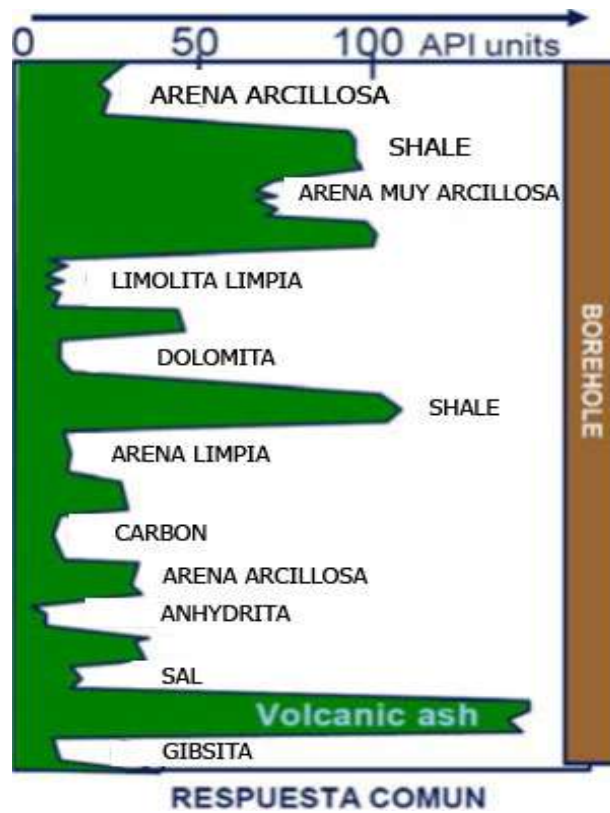 0 50 100 API units
ARENA ARCILLOSA
SHALE
ARENA MUY ARCILLOSA
LIMOLITA LIMPIA
BOREHOLE
DOLOMITA
SHALE
ARENA LIMPIA
CARBON
ARENA ARCILLOSA
ANHYDRITA
SAL
Volcanic ash
GIBSITA
RESPUESTA COMUN